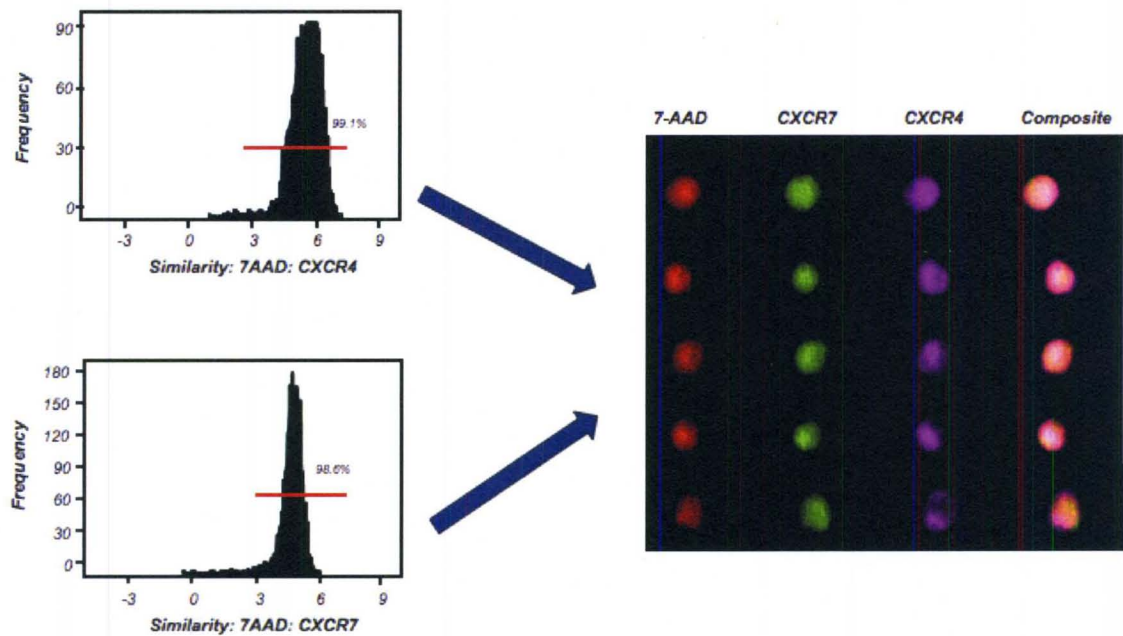 90
60
30
0
Frequency
99.1%
-3 0 3 6 9
Similarity: 7AAD: CXCR4
180
150
120
90
60
30
0
Frequency
98.6%
-3 0 3 6 9
Similarity: 7AAD: CXCR7
7-AAD CXCR7 CXCR4 Composite